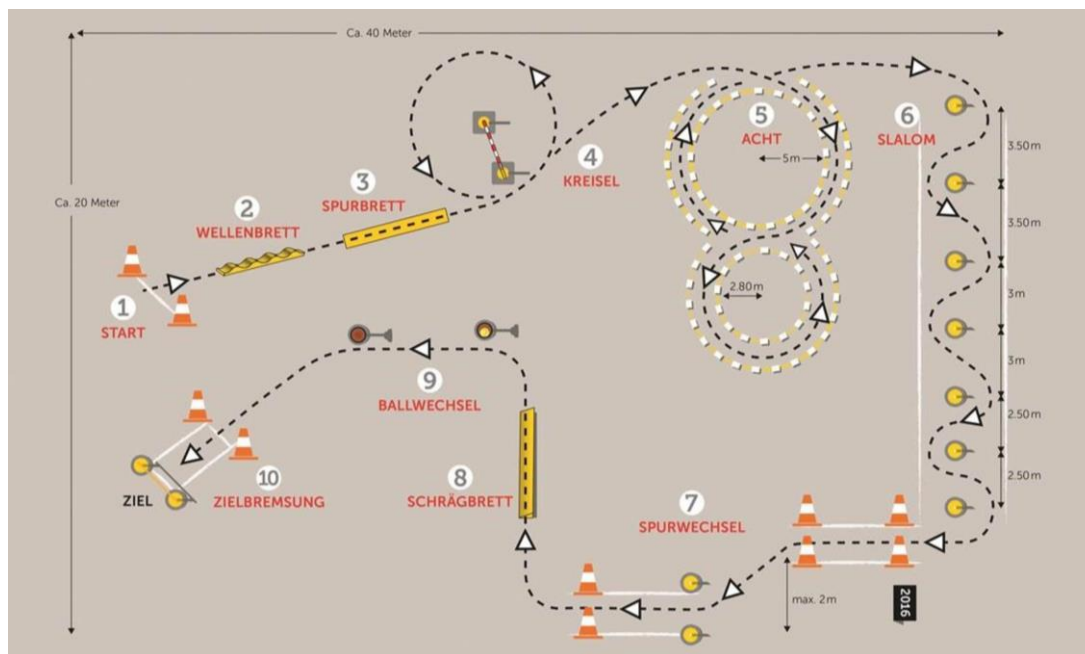 Ca. 40 Meter
Ca. 20 Meter
1
START
2
WELLENBRETT
3
SPURBRETT
4
KREISEL
5
ACHT
5m
2.80m
6
SLALOM
3.50m
3.50m
3m
3m
2.50m
2.50m
7
SPURWECHSEL
max. 2m
2016
8
SCHRÄGBRETT
9
BALLWECHSEL
10
ZIELBREMSUNG
ZIEL